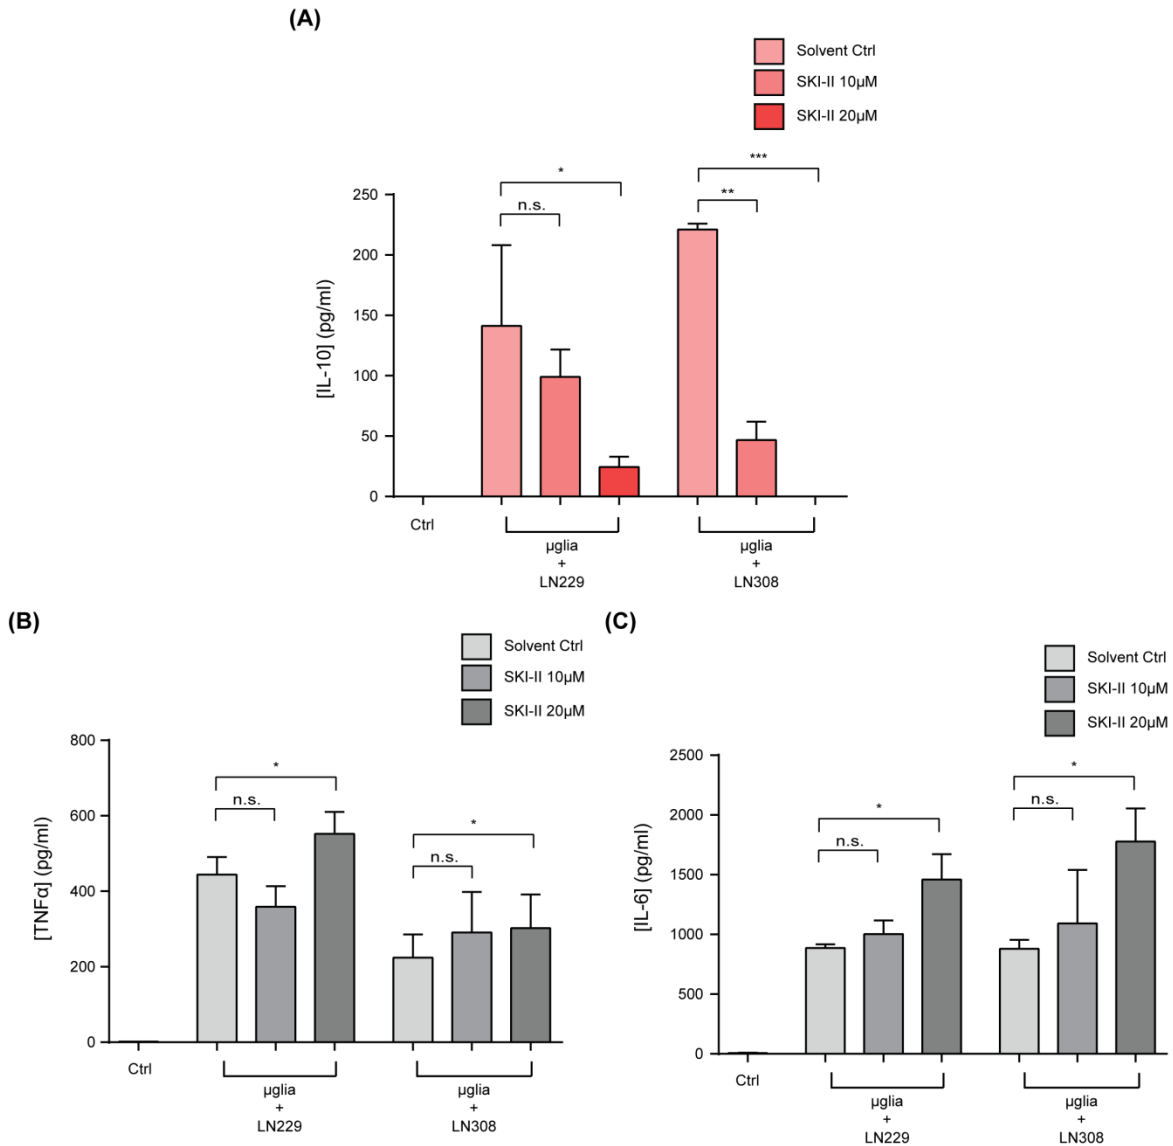 (A)
Solvent Ctrl
SKI-II 10µM
SKI-II 20µM
[IL-10] (pg/ml)
250
200
150
100
50
0
*
n.s.
***
**
Ctrl
µglia
+
LN229
µglia
+
LN308
(B)
Solvent Ctrl
SKI-II 10µM
SKI-II 20µM
[TNFα] (pg/ml)
800
600
400
200
0
*
n.s.
*
n.s.
Ctrl
µglia
+
LN229
µglia
+
LN308
(C)
Solvent Ctrl
SKI-II 10µM
SKI-II 20µM
[IL-6] (pg/ml)
2500
2000
1500
1000
500
0
*
n.s.
*
n.s.
Ctrl
µglia
+
LN229
µglia
+
LN308